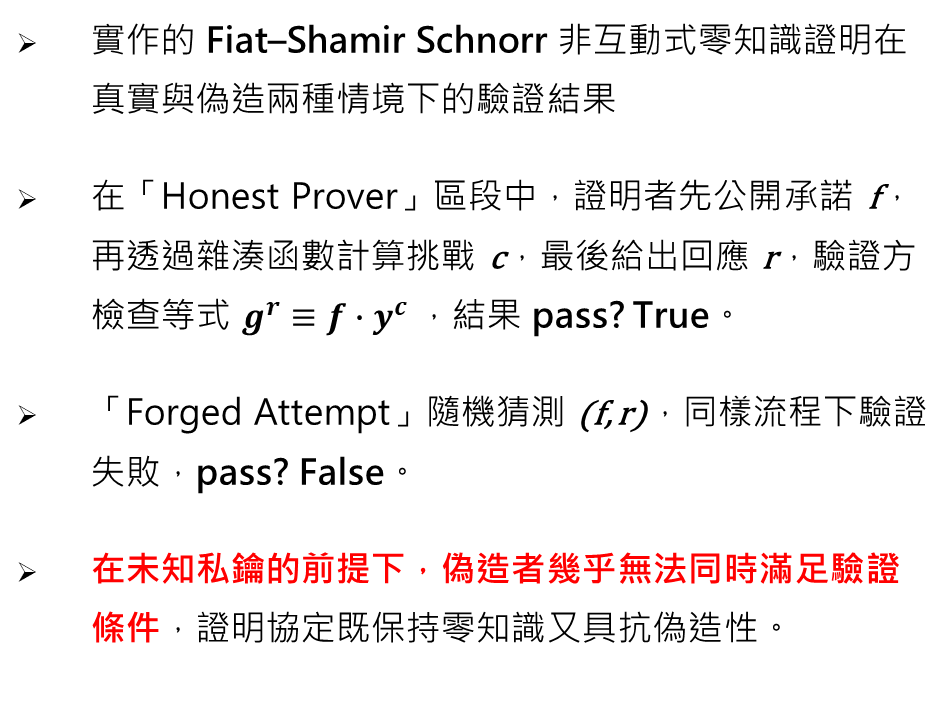 ➢ 實作的 Fiat–Shamir Schnorr 非互動式零知識證明在
真實與偽造兩種情境下的驗證結果
➢ 在「Honest Prover」區段中，證明者先公開承諾 f，
再透過雜湊函數計算挑戰 c，最後給出回應 r，驗證方
檢查等式 gʳ ≡ f · yᶜ ，結果 pass? True。
➢ 「Forged Attempt」隨機猜測 (f,r)，同樣流程下驗證
失敗，pass? False。
➢ 在未知私鑰的前提下，偽造者幾乎無法同時滿足驗證
條件，證明協定既保持零知識又具抗偽造性。